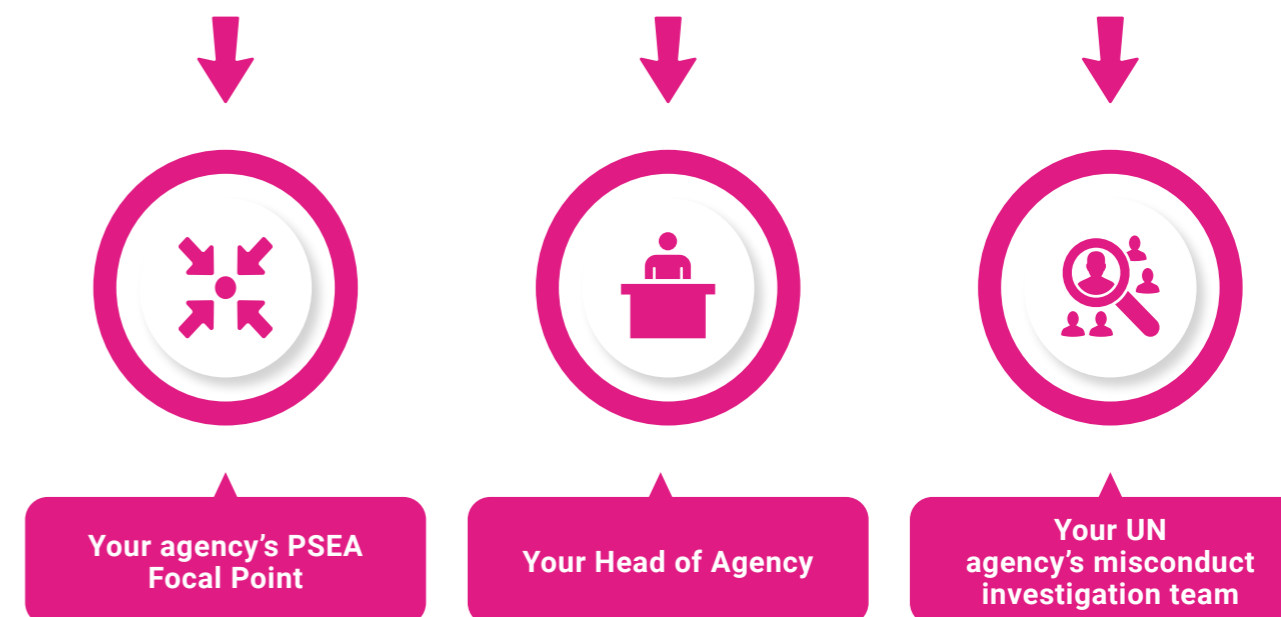 Your agency’s PSEA
Focal Point
Your Head of Agency
Your UN
agency’s misconduct
investigation team